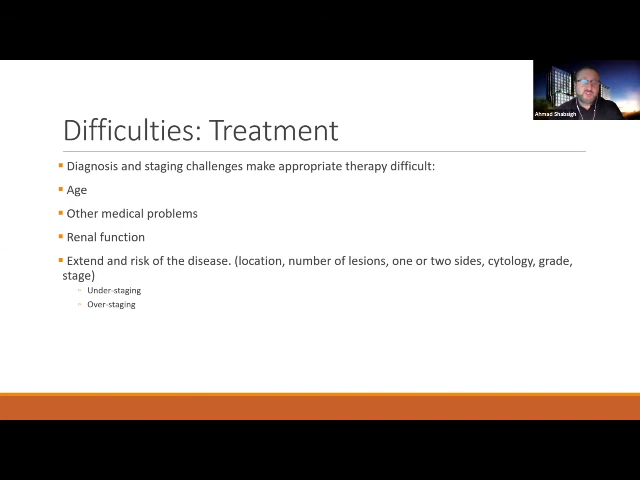 Ahmad Shabsigh
Difficulties: Treatment
Diagnosis and staging challenges make appropriate therapy difficult:
Age
Other medical problems
Renal function
Extend and risk of the disease. (location, number of lesions, one or two sides, cytology, grade,
stage)
Under-staging
Over-staging